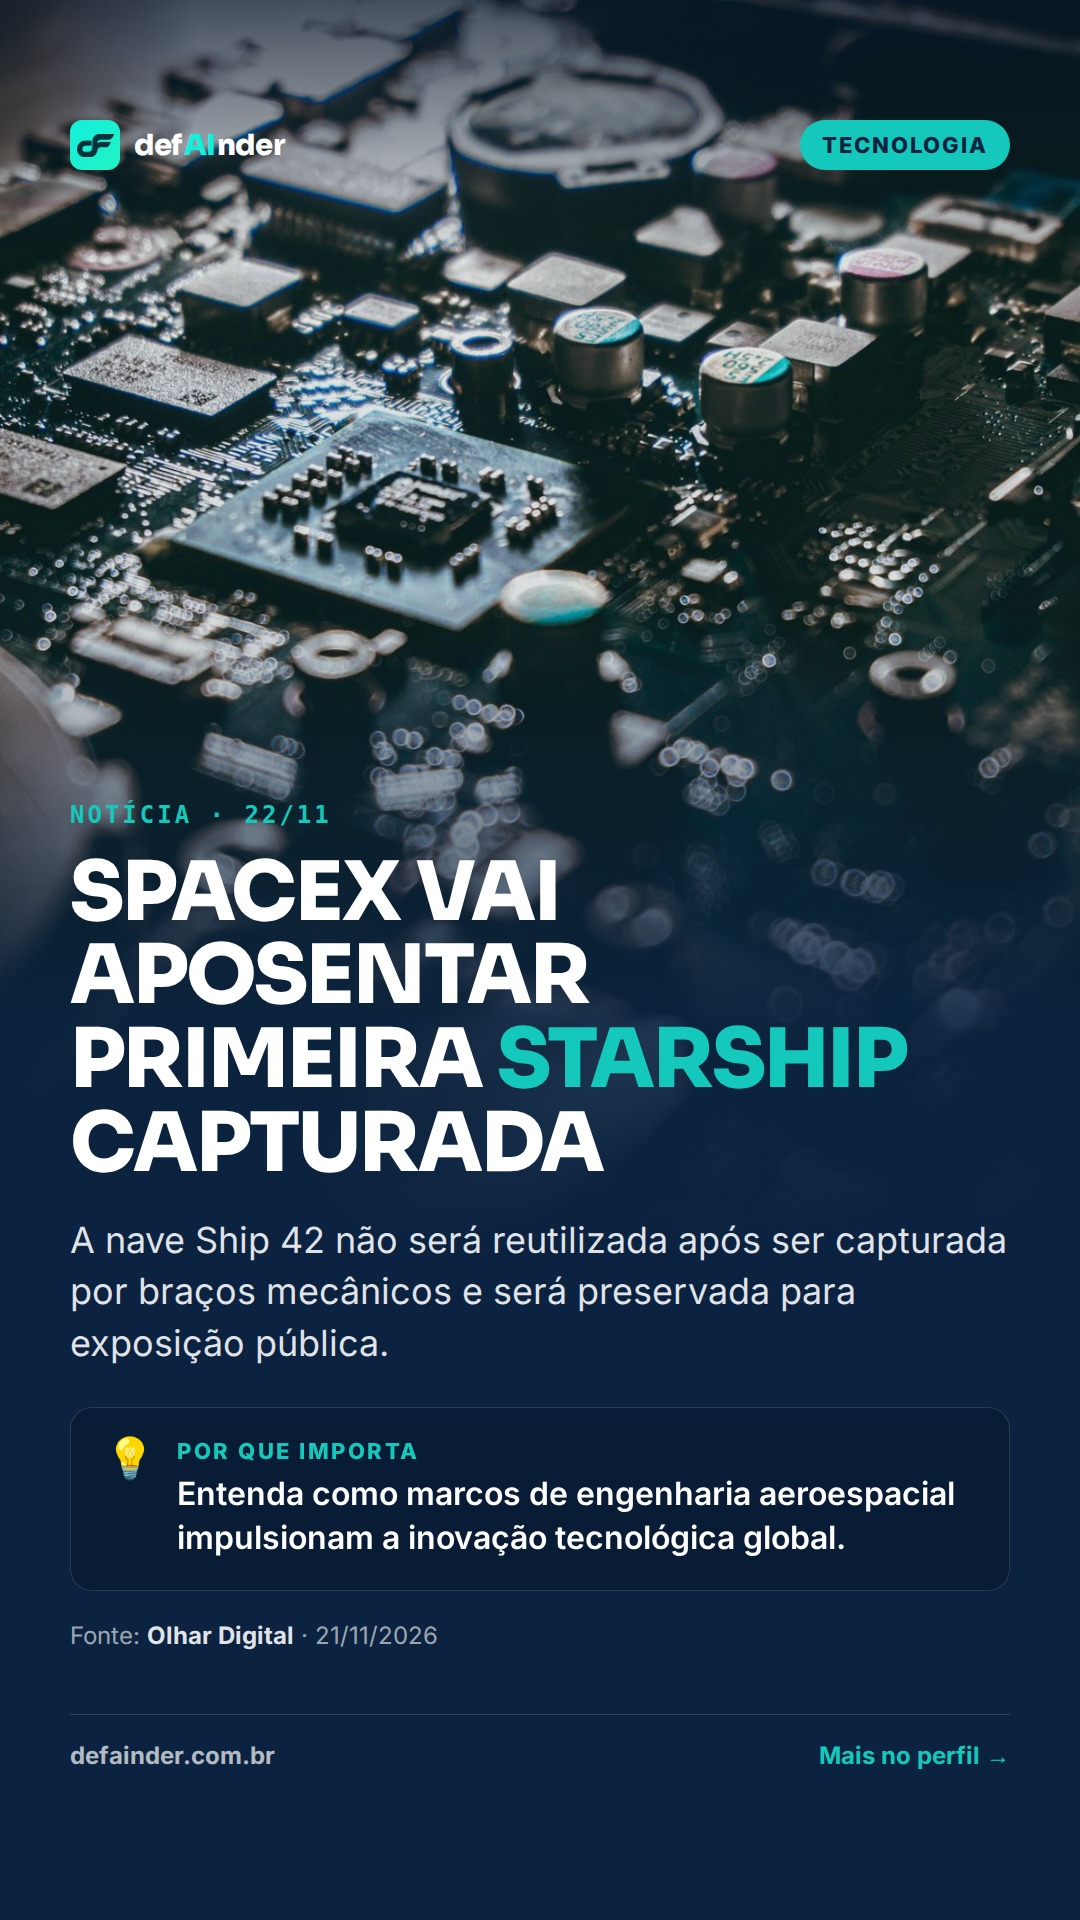 defAInder
TECNOLOGIA
NOTÍCIA · 22/11
SPACEX VAI
APOSENTAR
PRIMEIRA STARSHIP
CAPTURADA
A nave Ship 42 não será reutilizada após ser capturada
por braços mecânicos e será preservada para
exposição pública.
POR QUE IMPORTA
Entenda como marcos de engenharia aeroespacial
impulsionam a inovação tecnológica global.
Fonte: Olhar Digital · 21/11/2026
defainder.com.br
Mais no perfil →